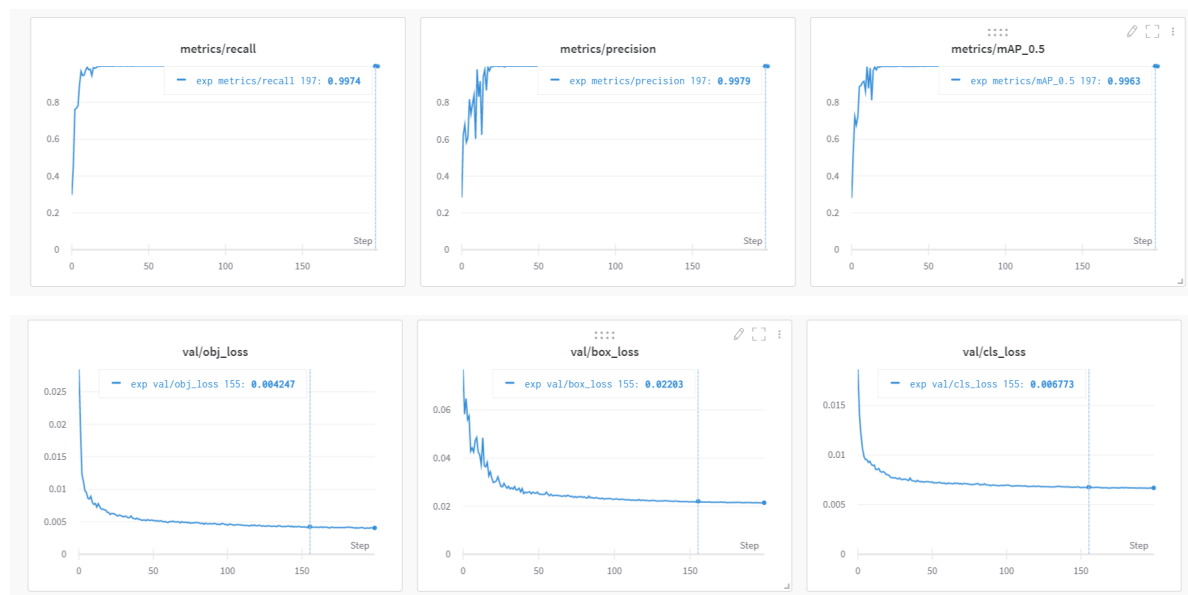 metrics/recall
exp metrics/recall 197: 0.9974
0.8
0.6
0.4
0.2
0
Step
0 50 100 150
metrics/precision
exp metrics/precision 197: 0.9979
0.8
0.6
0.4
0.2
0
Step
0 50 100 150
metrics/mAP_0.5
exp metrics/mAP_0.5 197: 0.9963
0.8
0.6
0.4
0.2
0
Step
0 50 100 150
val/obj_loss
exp val/obj_loss 155: 0.004247
0.025
0.02
0.015
0.01
0.005
0
Step
0 50 100 150
val/box_loss
exp val/box_loss 155: 0.02203
0.06
0.04
0.02
0
Step
0 50 100 150
val/cls_loss
exp val/cls_loss 155: 0.006773
0.015
0.01
0.005
0
Step
0 50 100 150